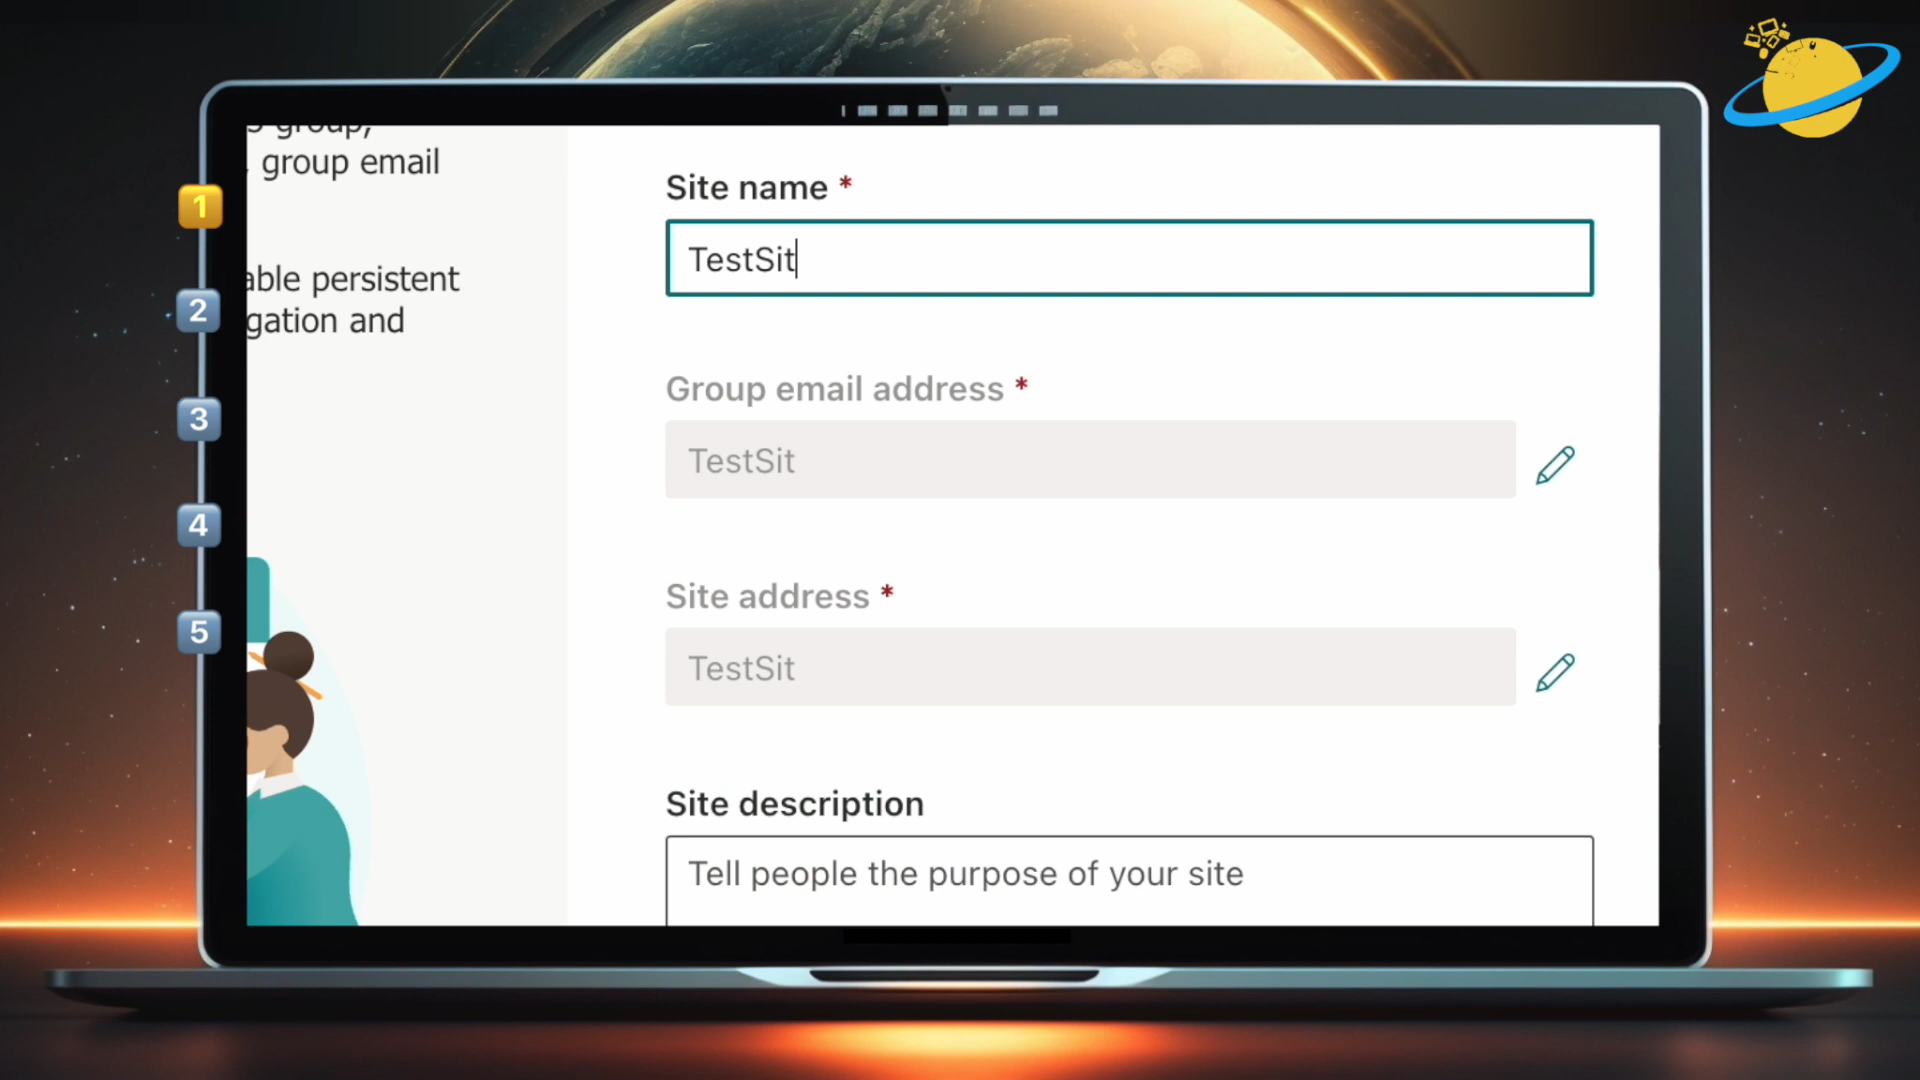 group,
group email
able persistent
gation and
1
2
3
4
5
Site name *
TestSit
Group email address *
TestSit
Site address *
TestSit
Site description
Tell people the purpose of your site